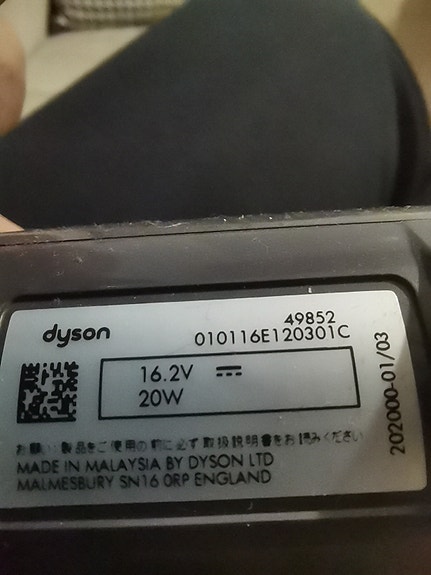 dyson
49852
010116E120301C
16.2V ⎓
20W
お願い:製品をご使用の前に必ず取扱説明書をお読みください
MADE IN MALAYSIA BY DYSON LTD
MALMESBURY SN16 0RP ENGLAND
202000-01/03